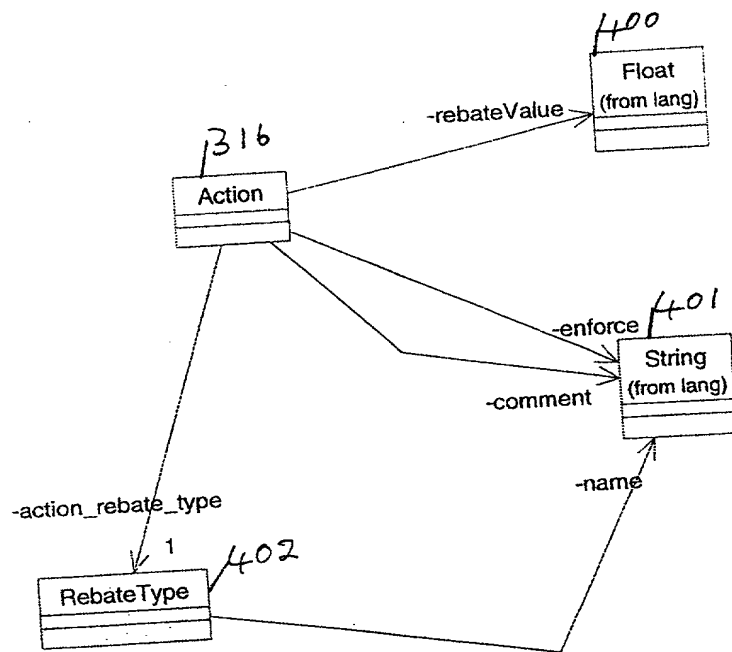 400
Float
(from lang)
-rebateValue
316
Action
401
-enforce
String
(from lang)
-comment
-name
-action_rebate_type
1
402
RebateType